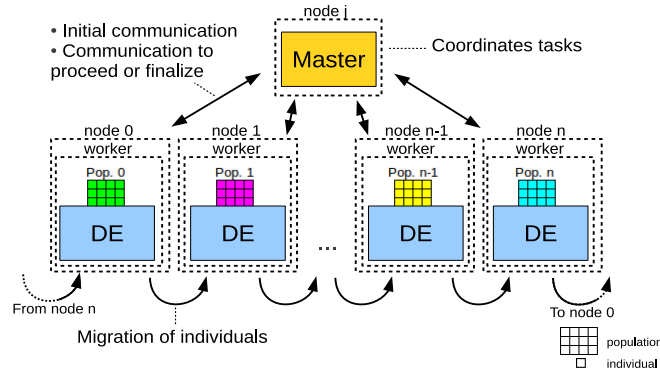 node j
• Initial communication
• Communication to
proceed or finalize
Master
Coordinates tasks
node 0
worker
Pop. 0
DE
node 1
worker
Pop. 1
DE
...
node n-1
worker
Pop. n-1
DE
node n
worker
Pop. n
DE
From node n
Migration of individuals
To node 0
population
individual